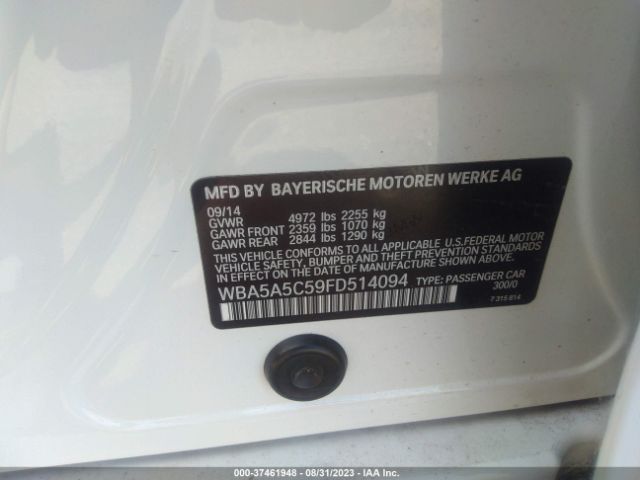 MFD BY BAYERISCHE MOTOREN WERKE AG
09/14
GVWR 4972 lbs 2255 kg
GAWR FRONT 2359 lbs 1070 kg
GAWR REAR 2844 lbs 1290 kg
THIS VEHICLE CONFORMS TO ALL APPLICABLE U.S.FEDERAL MOTOR
VEHICLE SAFETY, BUMPER AND THEFT PREVENTION STANDARDS
IN EFFECT ON THE DATE OF MANUFACTURE SHOWN ABOVE.
WBA5A5C59FD514094 TYPE: PASSENGER CAR
300/0
7 315 814
000-37461948 - 08/31/2023 - IAA Inc.